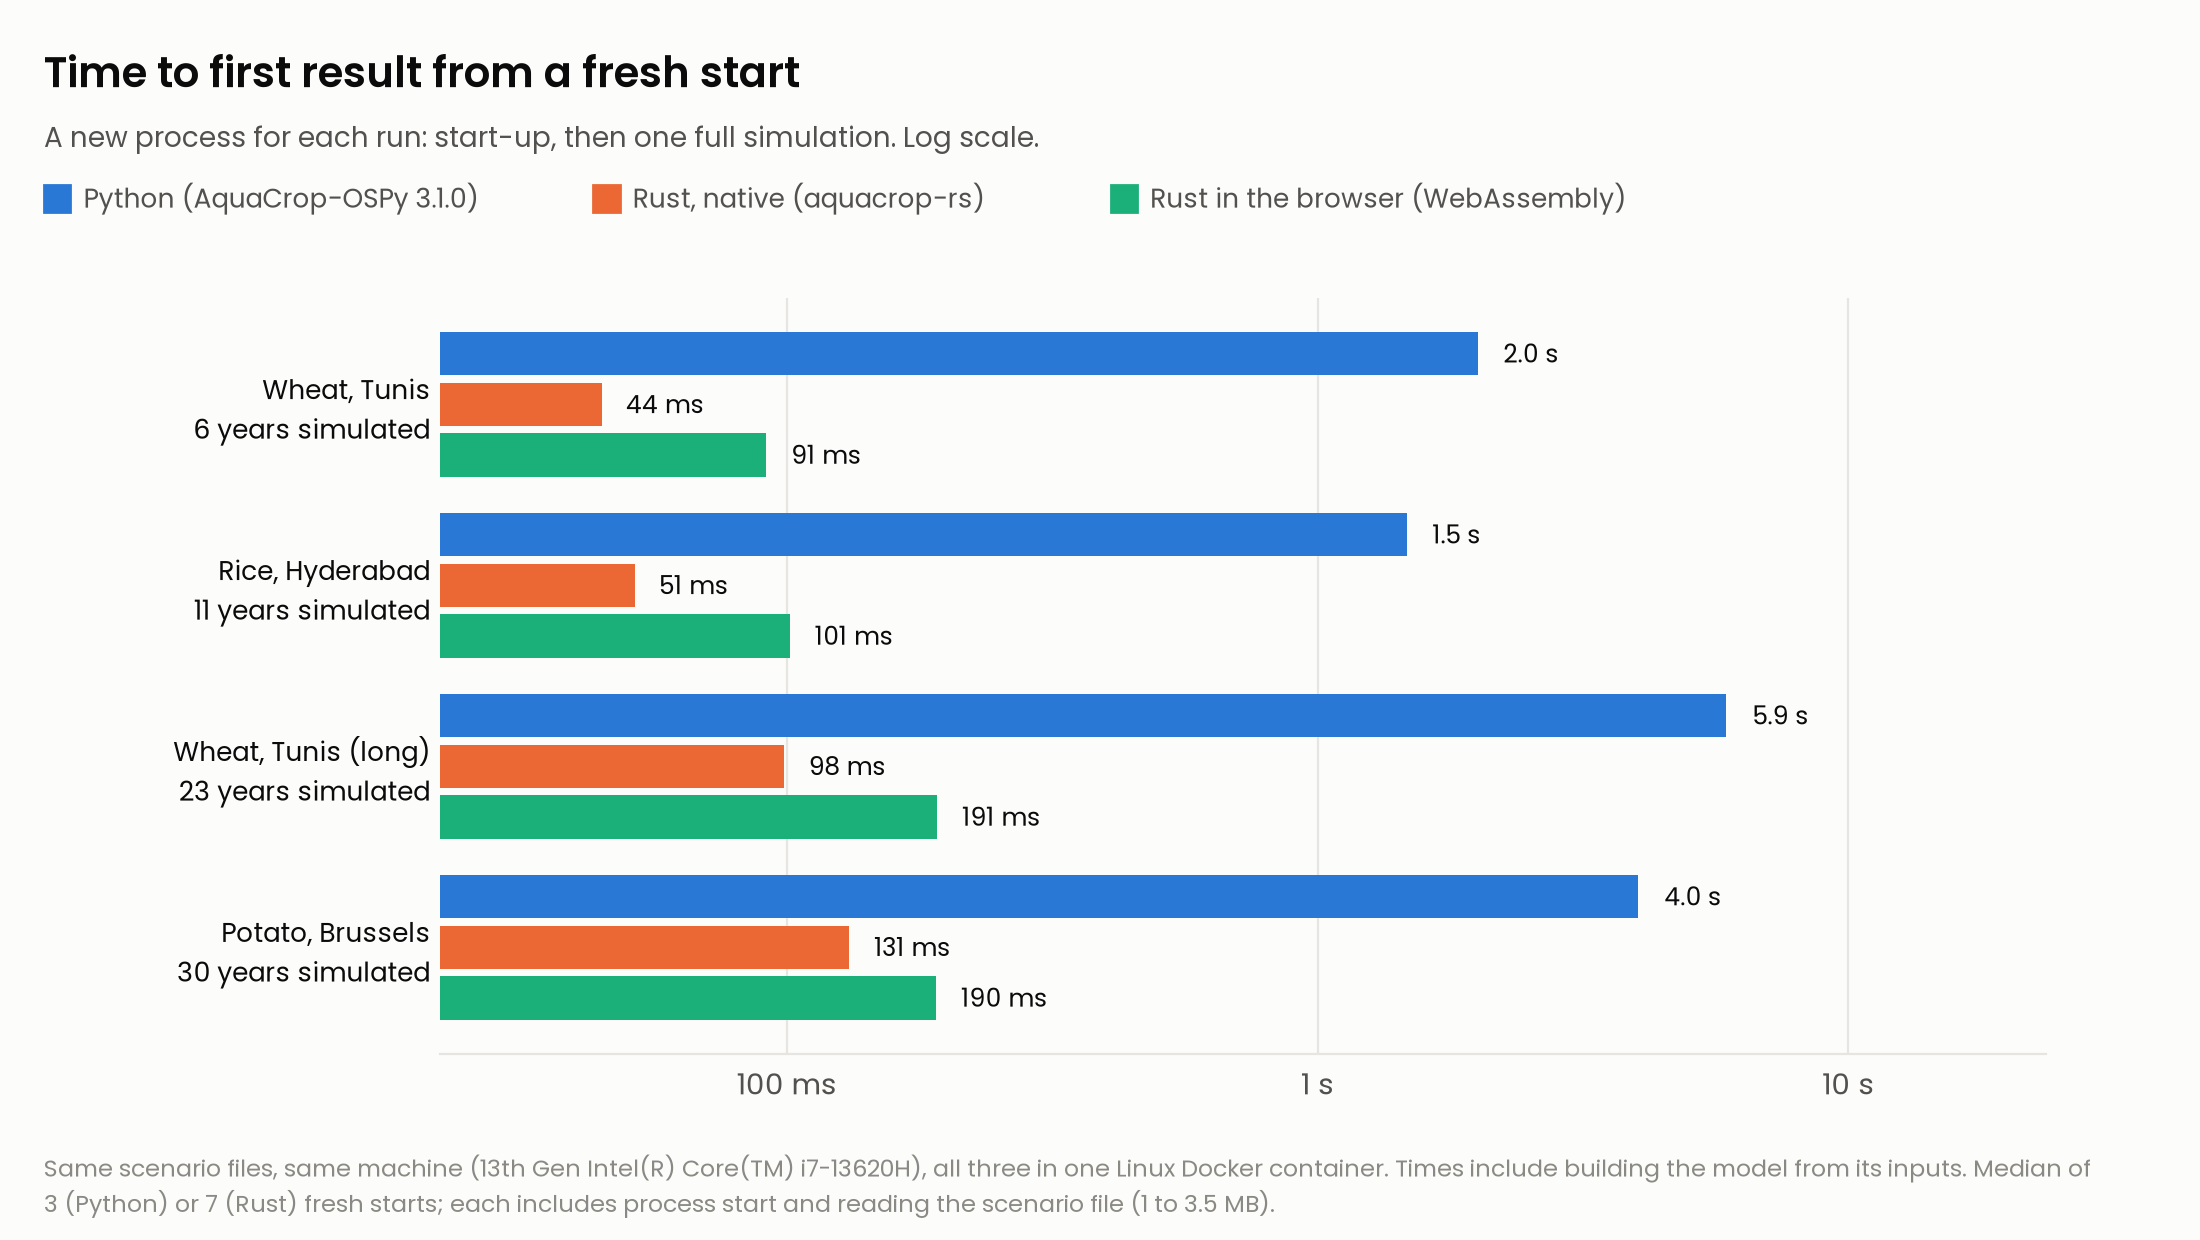 Time to first result from a fresh start
A new process for each run: start-up, then one full simulation. Log scale.
Python (AquaCrop-OSPy 3.1.0)
Rust, native (aquacrop-rs)
Rust in the browser (WebAssembly)
Wheat, Tunis
6 years simulated
2.0 s
44 ms
91 ms
Rice, Hyderabad
11 years simulated
1.5 s
51 ms
101 ms
Wheat, Tunis (long)
23 years simulated
5.9 s
98 ms
191 ms
Potato, Brussels
30 years simulated
4.0 s
131 ms
190 ms
100 ms
1 s
10 s
Same scenario files, same machine (13th Gen Intel(R) Core(TM) i7-13620H), all three in one Linux Docker container. Times include building the model from its inputs. Median of
3 (Python) or 7 (Rust) fresh starts; each includes process start and reading the scenario file (1 to 3.5 MB).